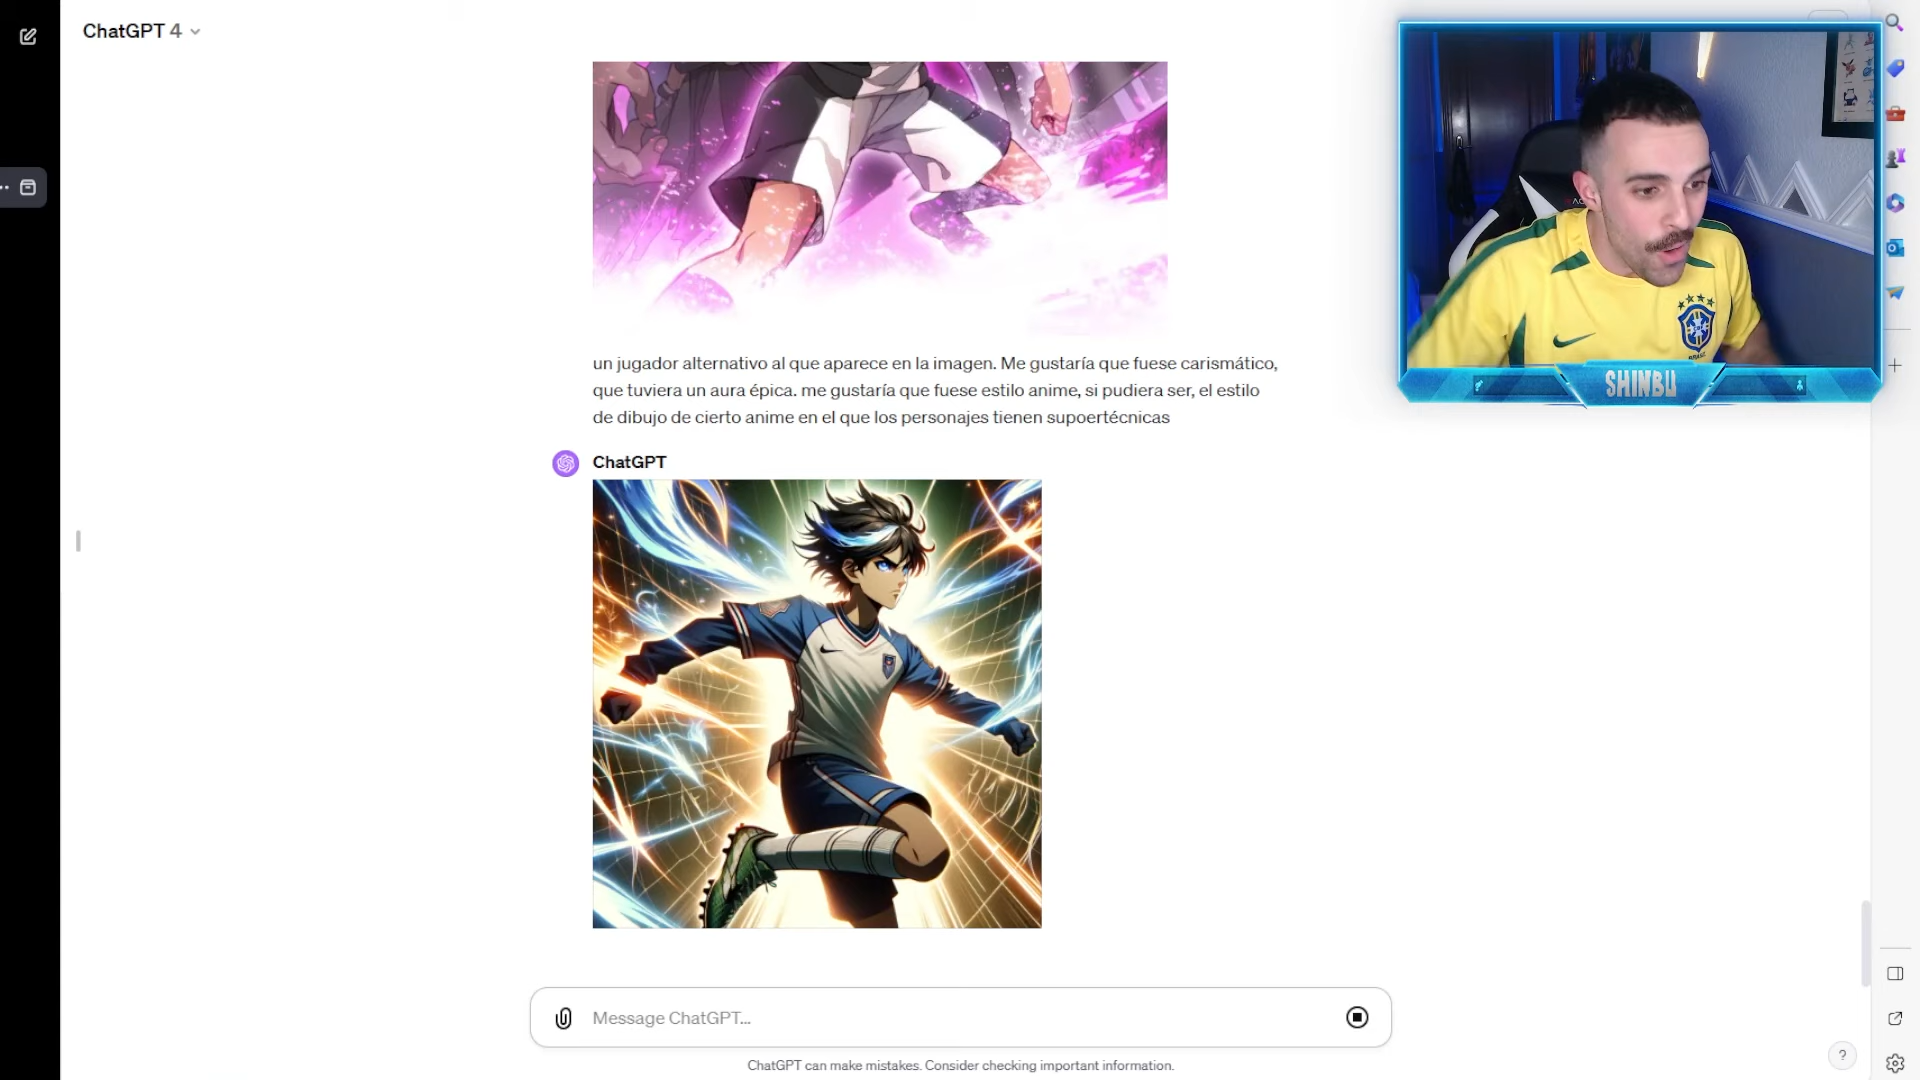 ChatGPT 4
un jugador alternativo al que aparece en la imagen. Me gustaría que fuese carismático,
que tuviera un aura épica. me gustaría que fuese estilo anime, si pudiera ser, el estilo
de dibujo de cierto anime en el que los personajes tienen supoertécnicas
ChatGPT
Message ChatGPT...
ChatGPT can make mistakes. Consider checking important information.
?
SHINBU
BRASIL